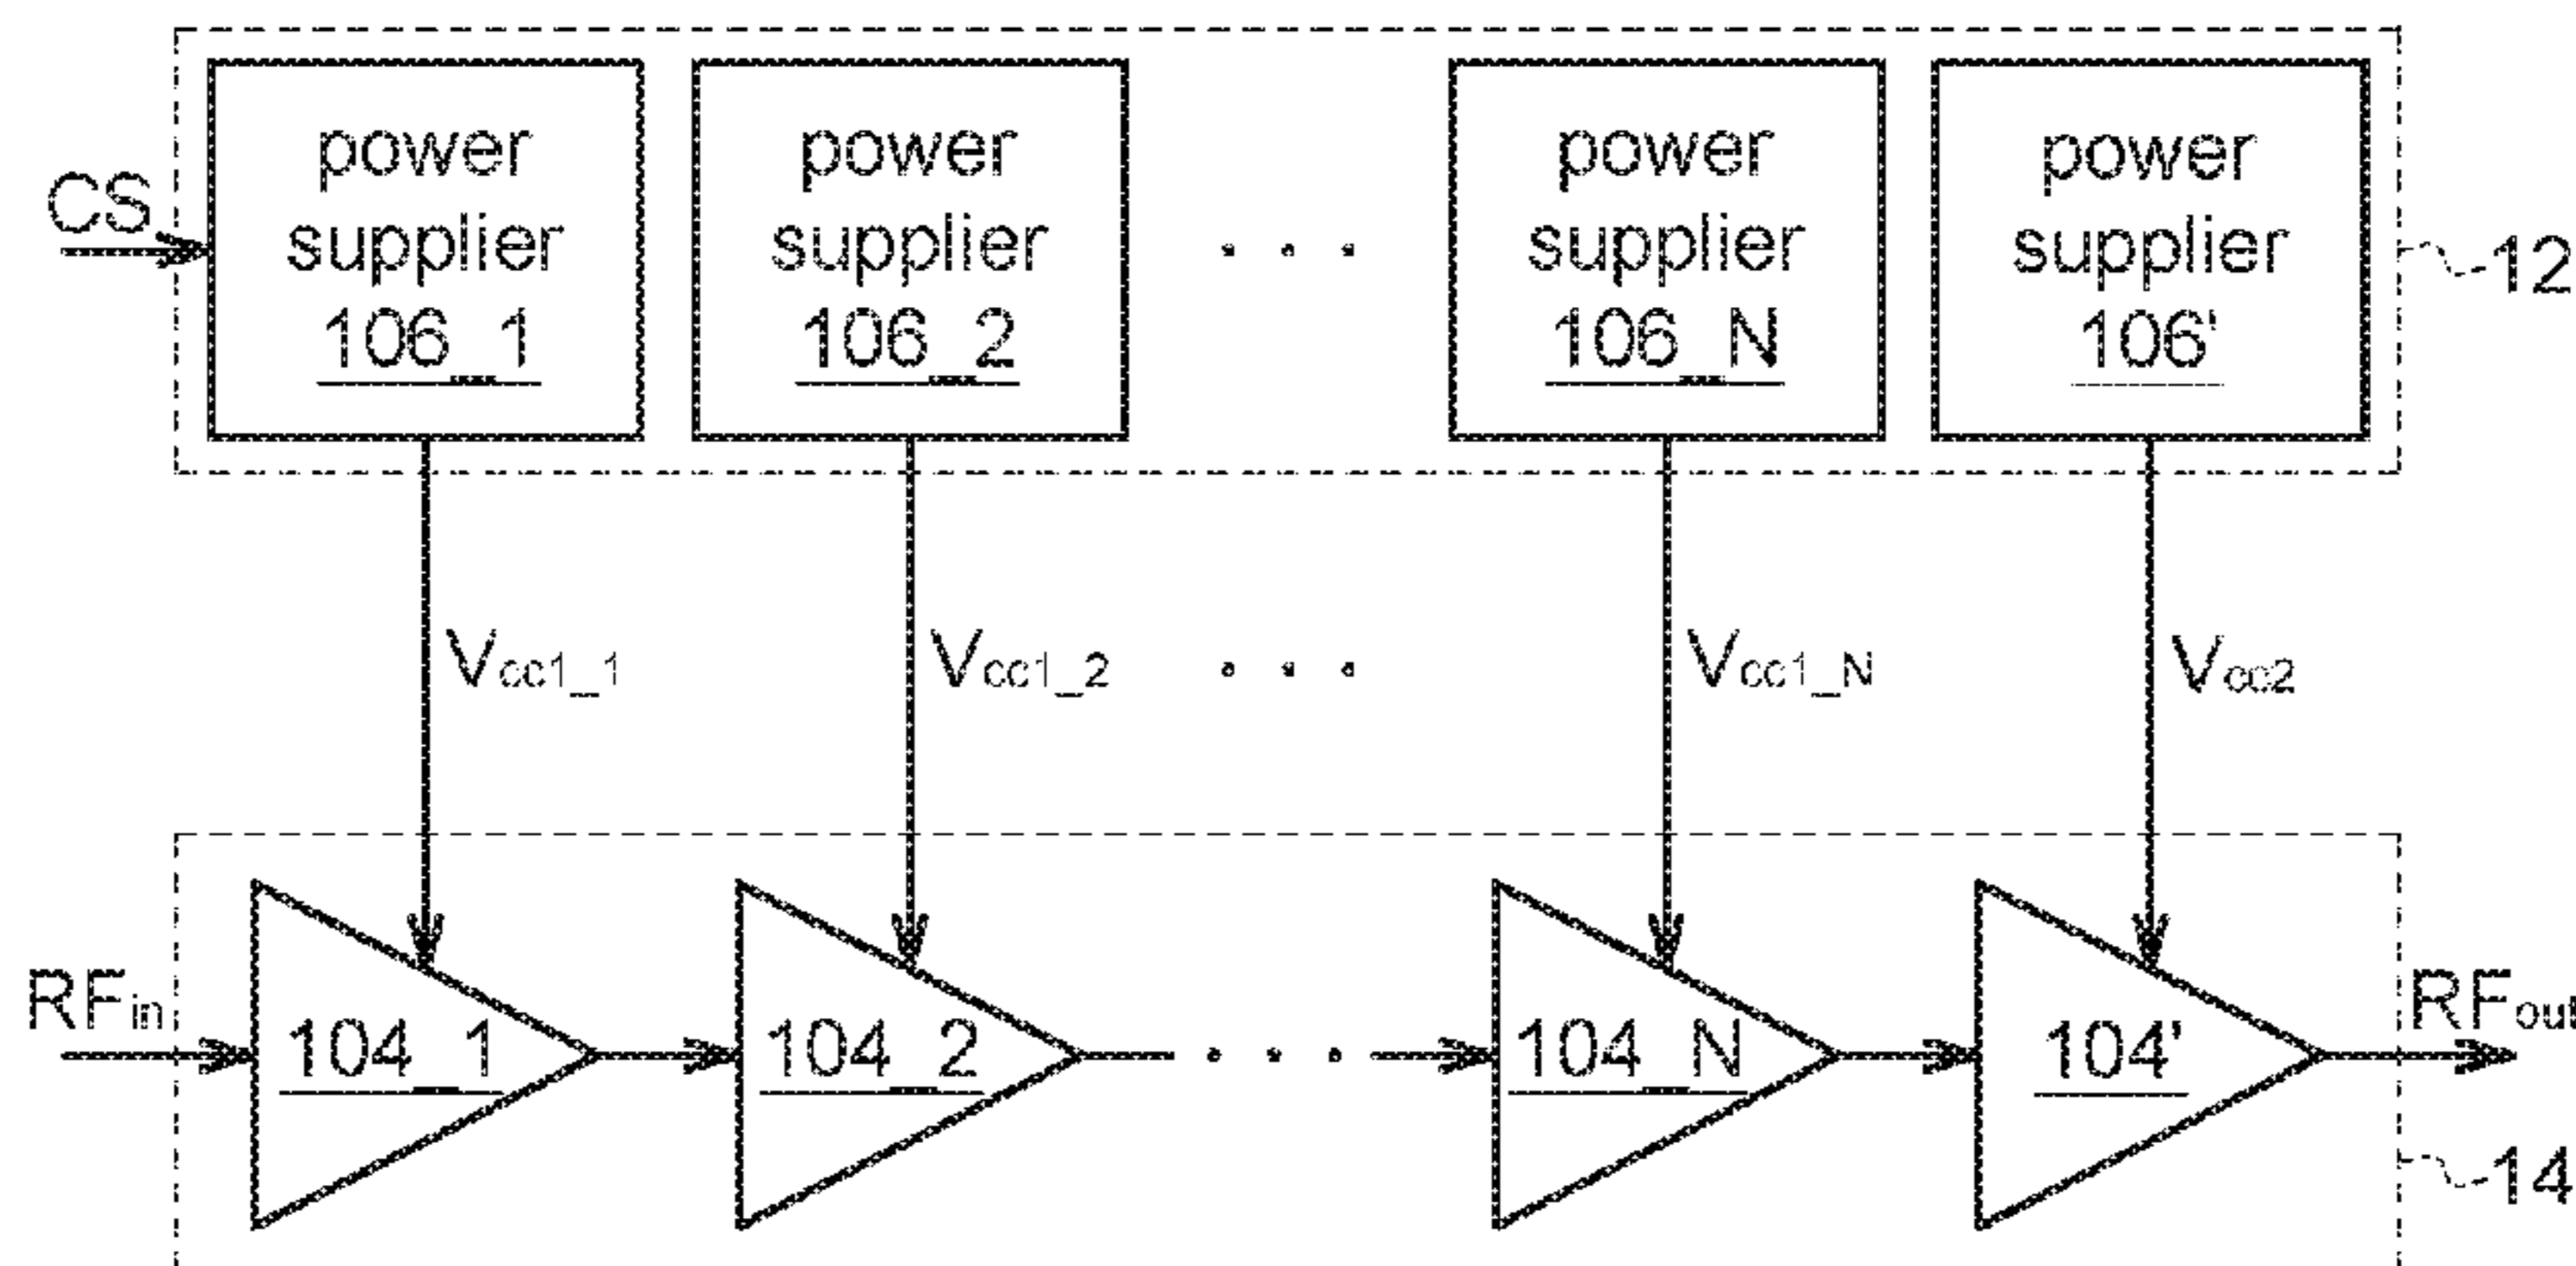 CS
power
supplier
106_1
power
supplier
106_2
. . .
power
supplier
106_N
power
supplier
106'
12
Vcc1_1
Vcc1_2
. . .
Vcc1_N
Vcc2
RFin
104_1
104_2
. . .
104_N
104'
RFout
14